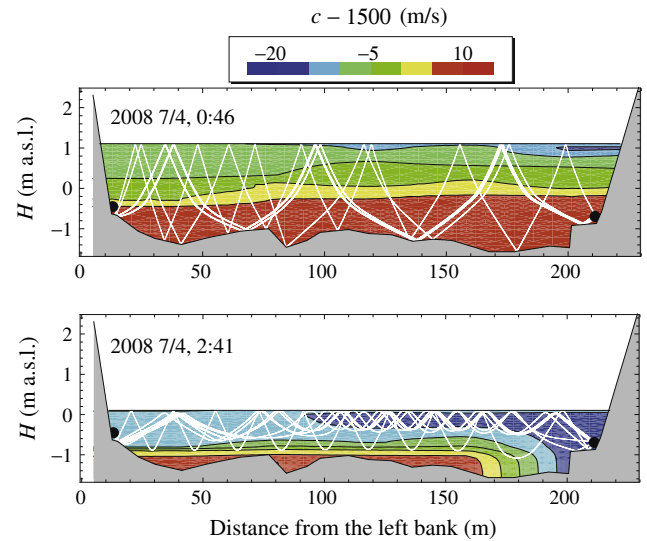 c − 1500 (m/s)
−20 −5 10
2008 7/4, 0:46
H (m a.s.l.)
2
1
0
−1
0 50 100 150 200
2008 7/4, 2:41
H (m a.s.l.)
2
1
0
−1
0 50 100 150 200
Distance from the left bank (m)